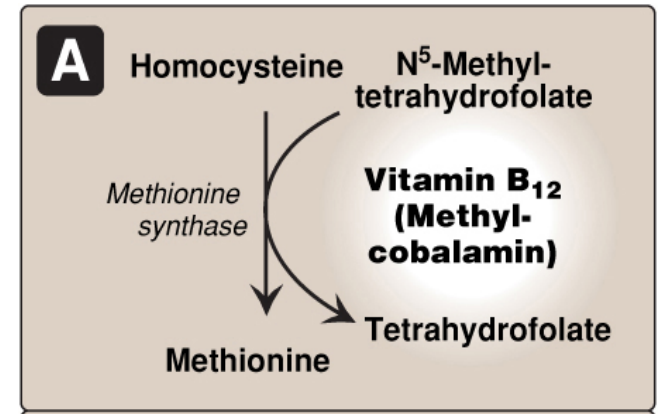 A
Homocysteine
N⁵-Methyl-
tetrahydrofolate
Methionine
synthase
Vitamin B₁₂
(Methyl-
cobalamin)
Tetrahydrofolate
Methionine